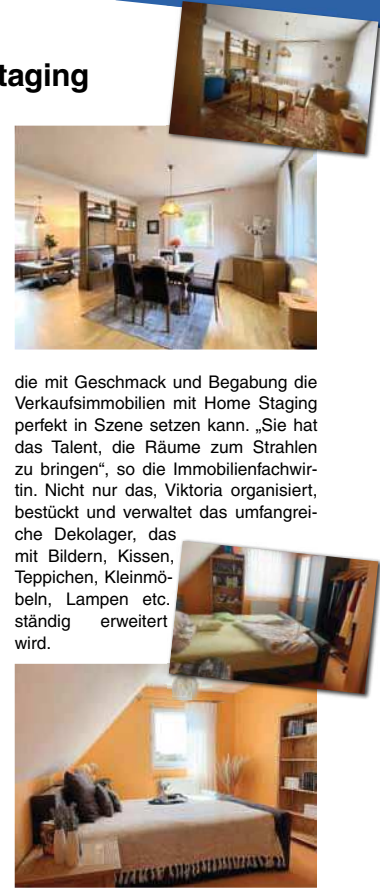 taging
die mit Geschmack und Begabung die
Verkaufsimmobilien mit Home Staging
perfekt in Szene setzen kann. „Sie hat
das Talent, die Räume zum Strahlen
zu bringen“, so die Immobilienfachwir-
tin. Nicht nur das, Viktoria organisiert,
bestückt und verwaltet das umfangrei-
che Dekolager, das
mit Bildern, Kissen,
Teppichen, Kleinmö-
beln, Lampen etc.
ständig erweitert
wird.